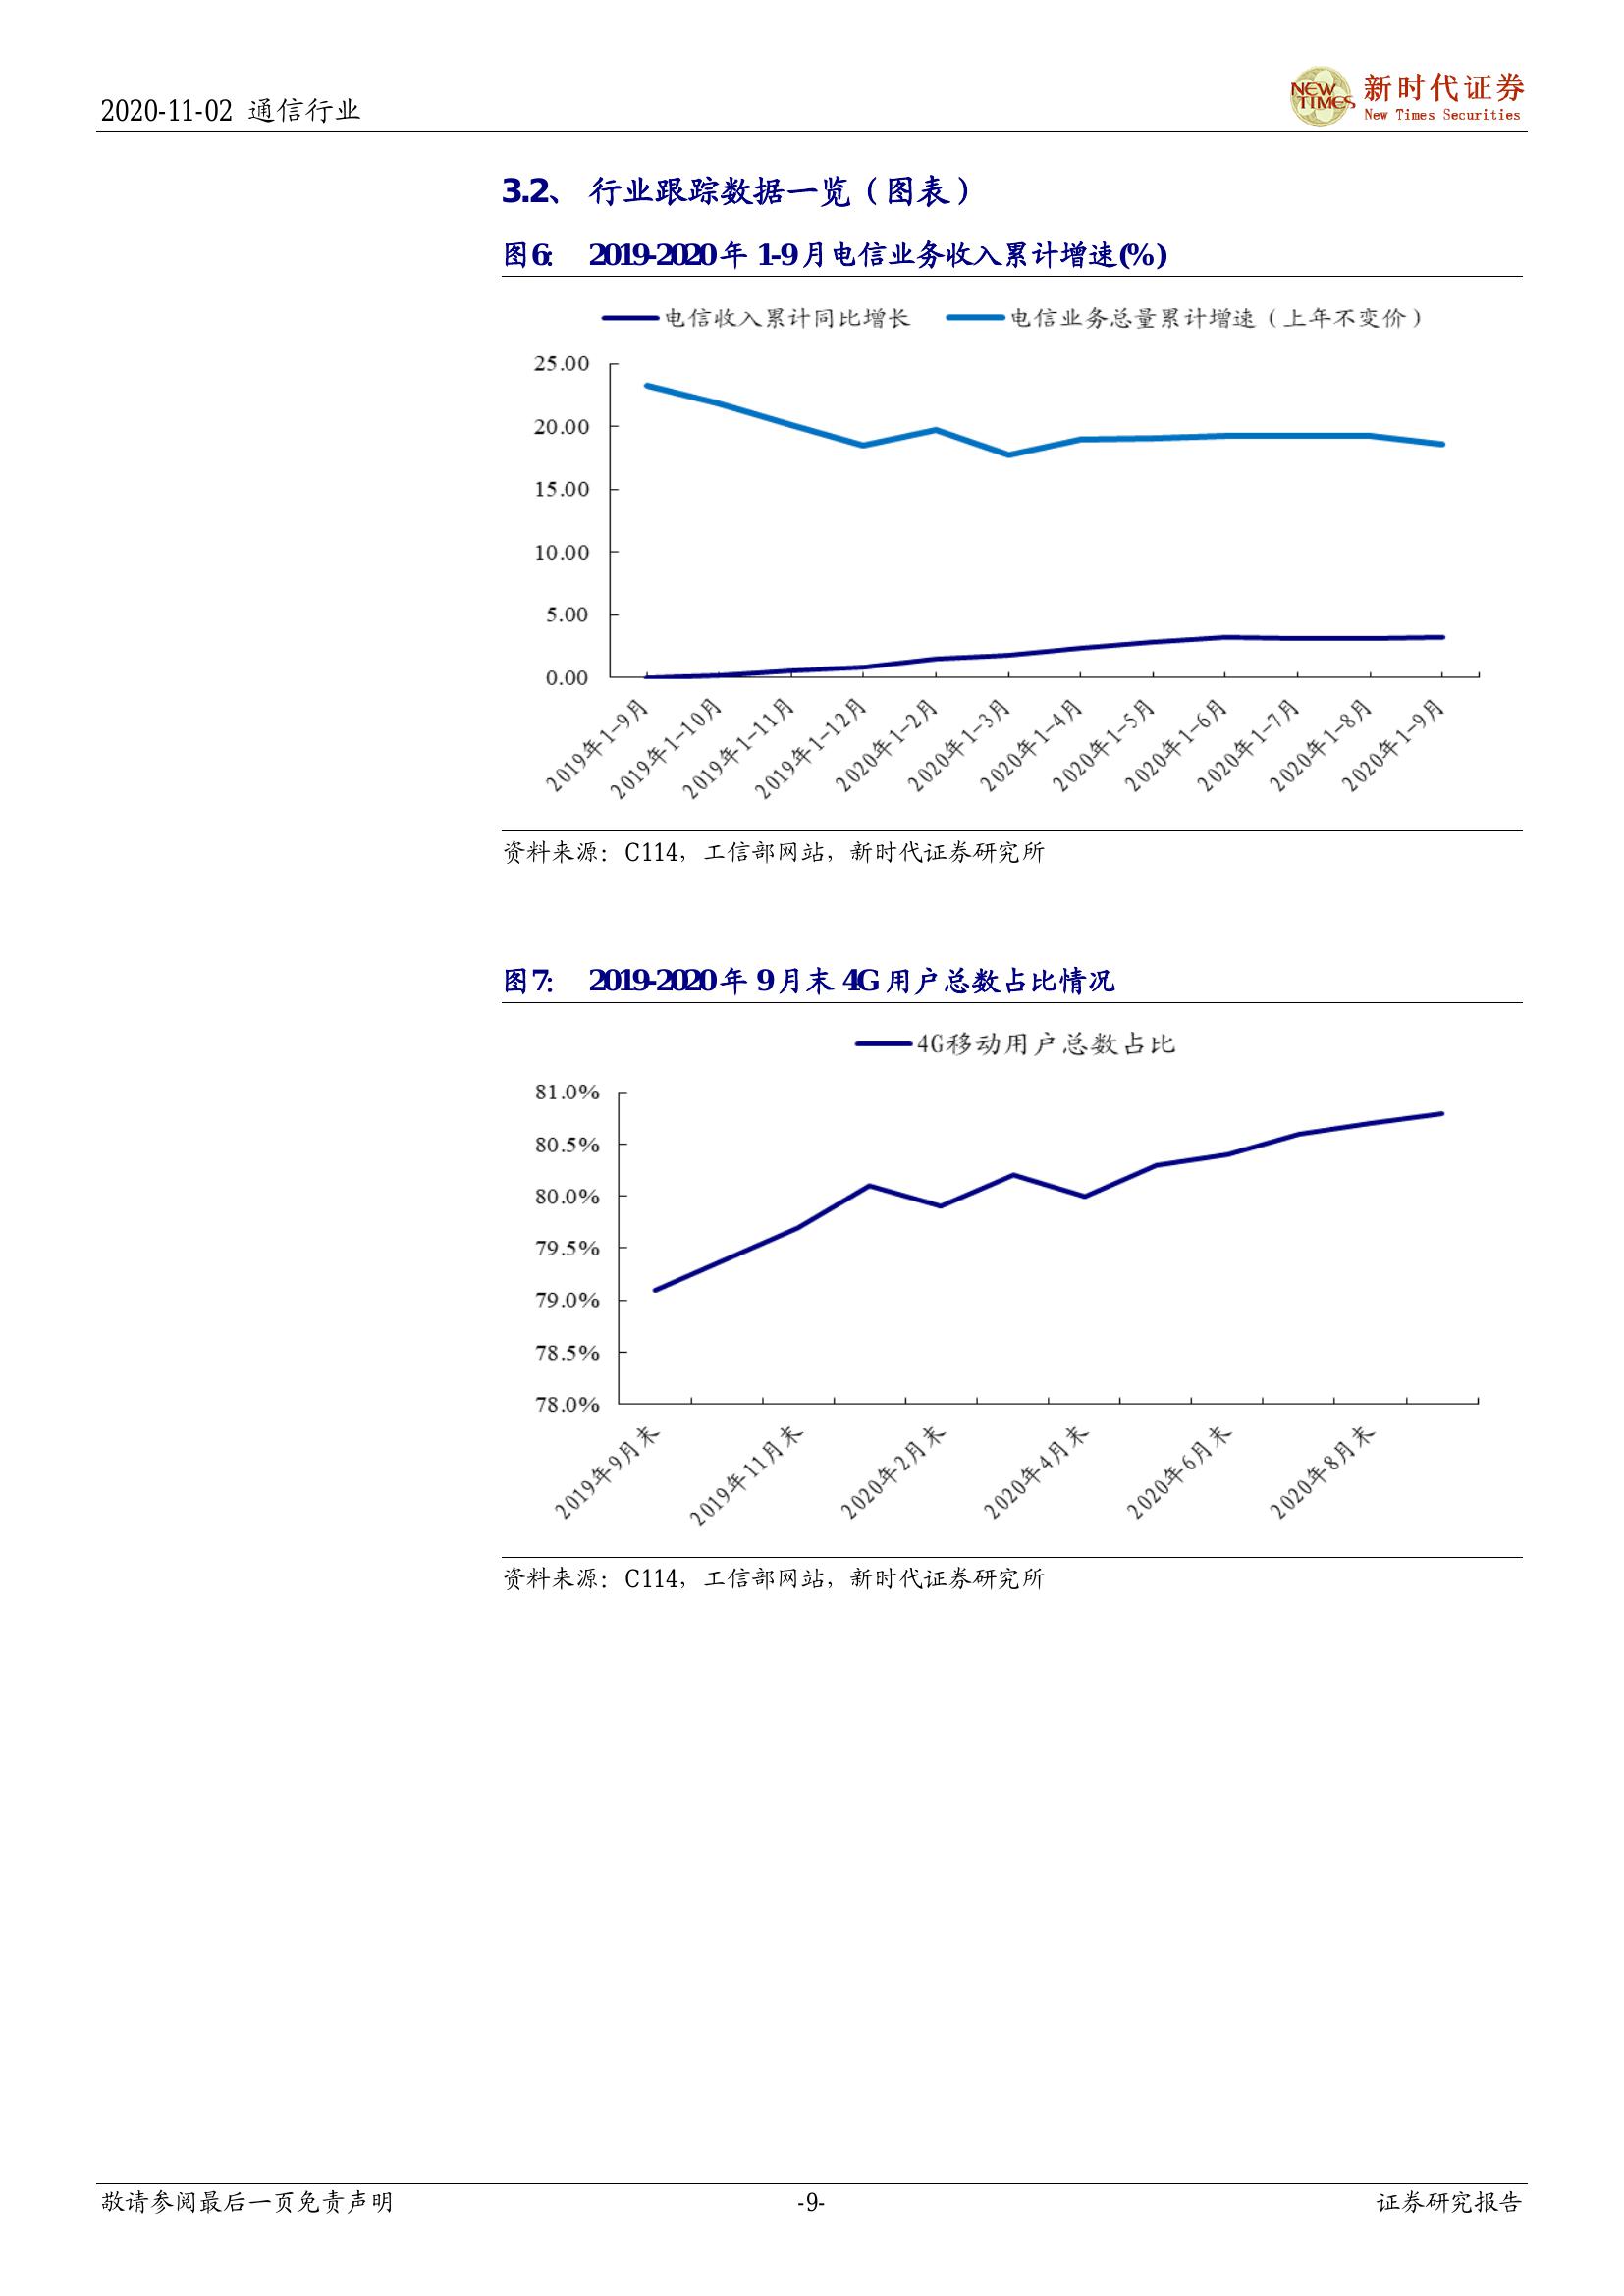 2020-11-02 通信行业
NEW TIMES
新时代证券
New Times Securities
3.2、 行业跟踪数据一览（图表）
图6: 2019-2020年 1-9月电信业务收入累计增速(%)
电信收入累计同比增长 电信业务总量累计增速（上年不变价）
25.00
20.00
15.00
10.00
5.00
0.00
2019年1-9月 2019年1-10月 2019年1-11月 2019年1-12月 2020年1-2月 2020年1-3月 2020年1-4月 2020年1-5月 2020年1-6月 2020年1-7月 2020年1-8月 2020年1-9月
资料来源：C114，工信部网站，新时代证券研究所
图7: 2019-2020年 9月末 4G用户总数占比情况
4G移动用户总数占比
81.0%
80.5%
80.0%
79.5%
79.0%
78.5%
78.0%
2019年9月末 2019年11月末 2020年2月末 2020年4月末 2020年6月末 2020年8月末
资料来源：C114，工信部网站，新时代证券研究所
敬请参阅最后一页免责声明 -9- 证券研究报告